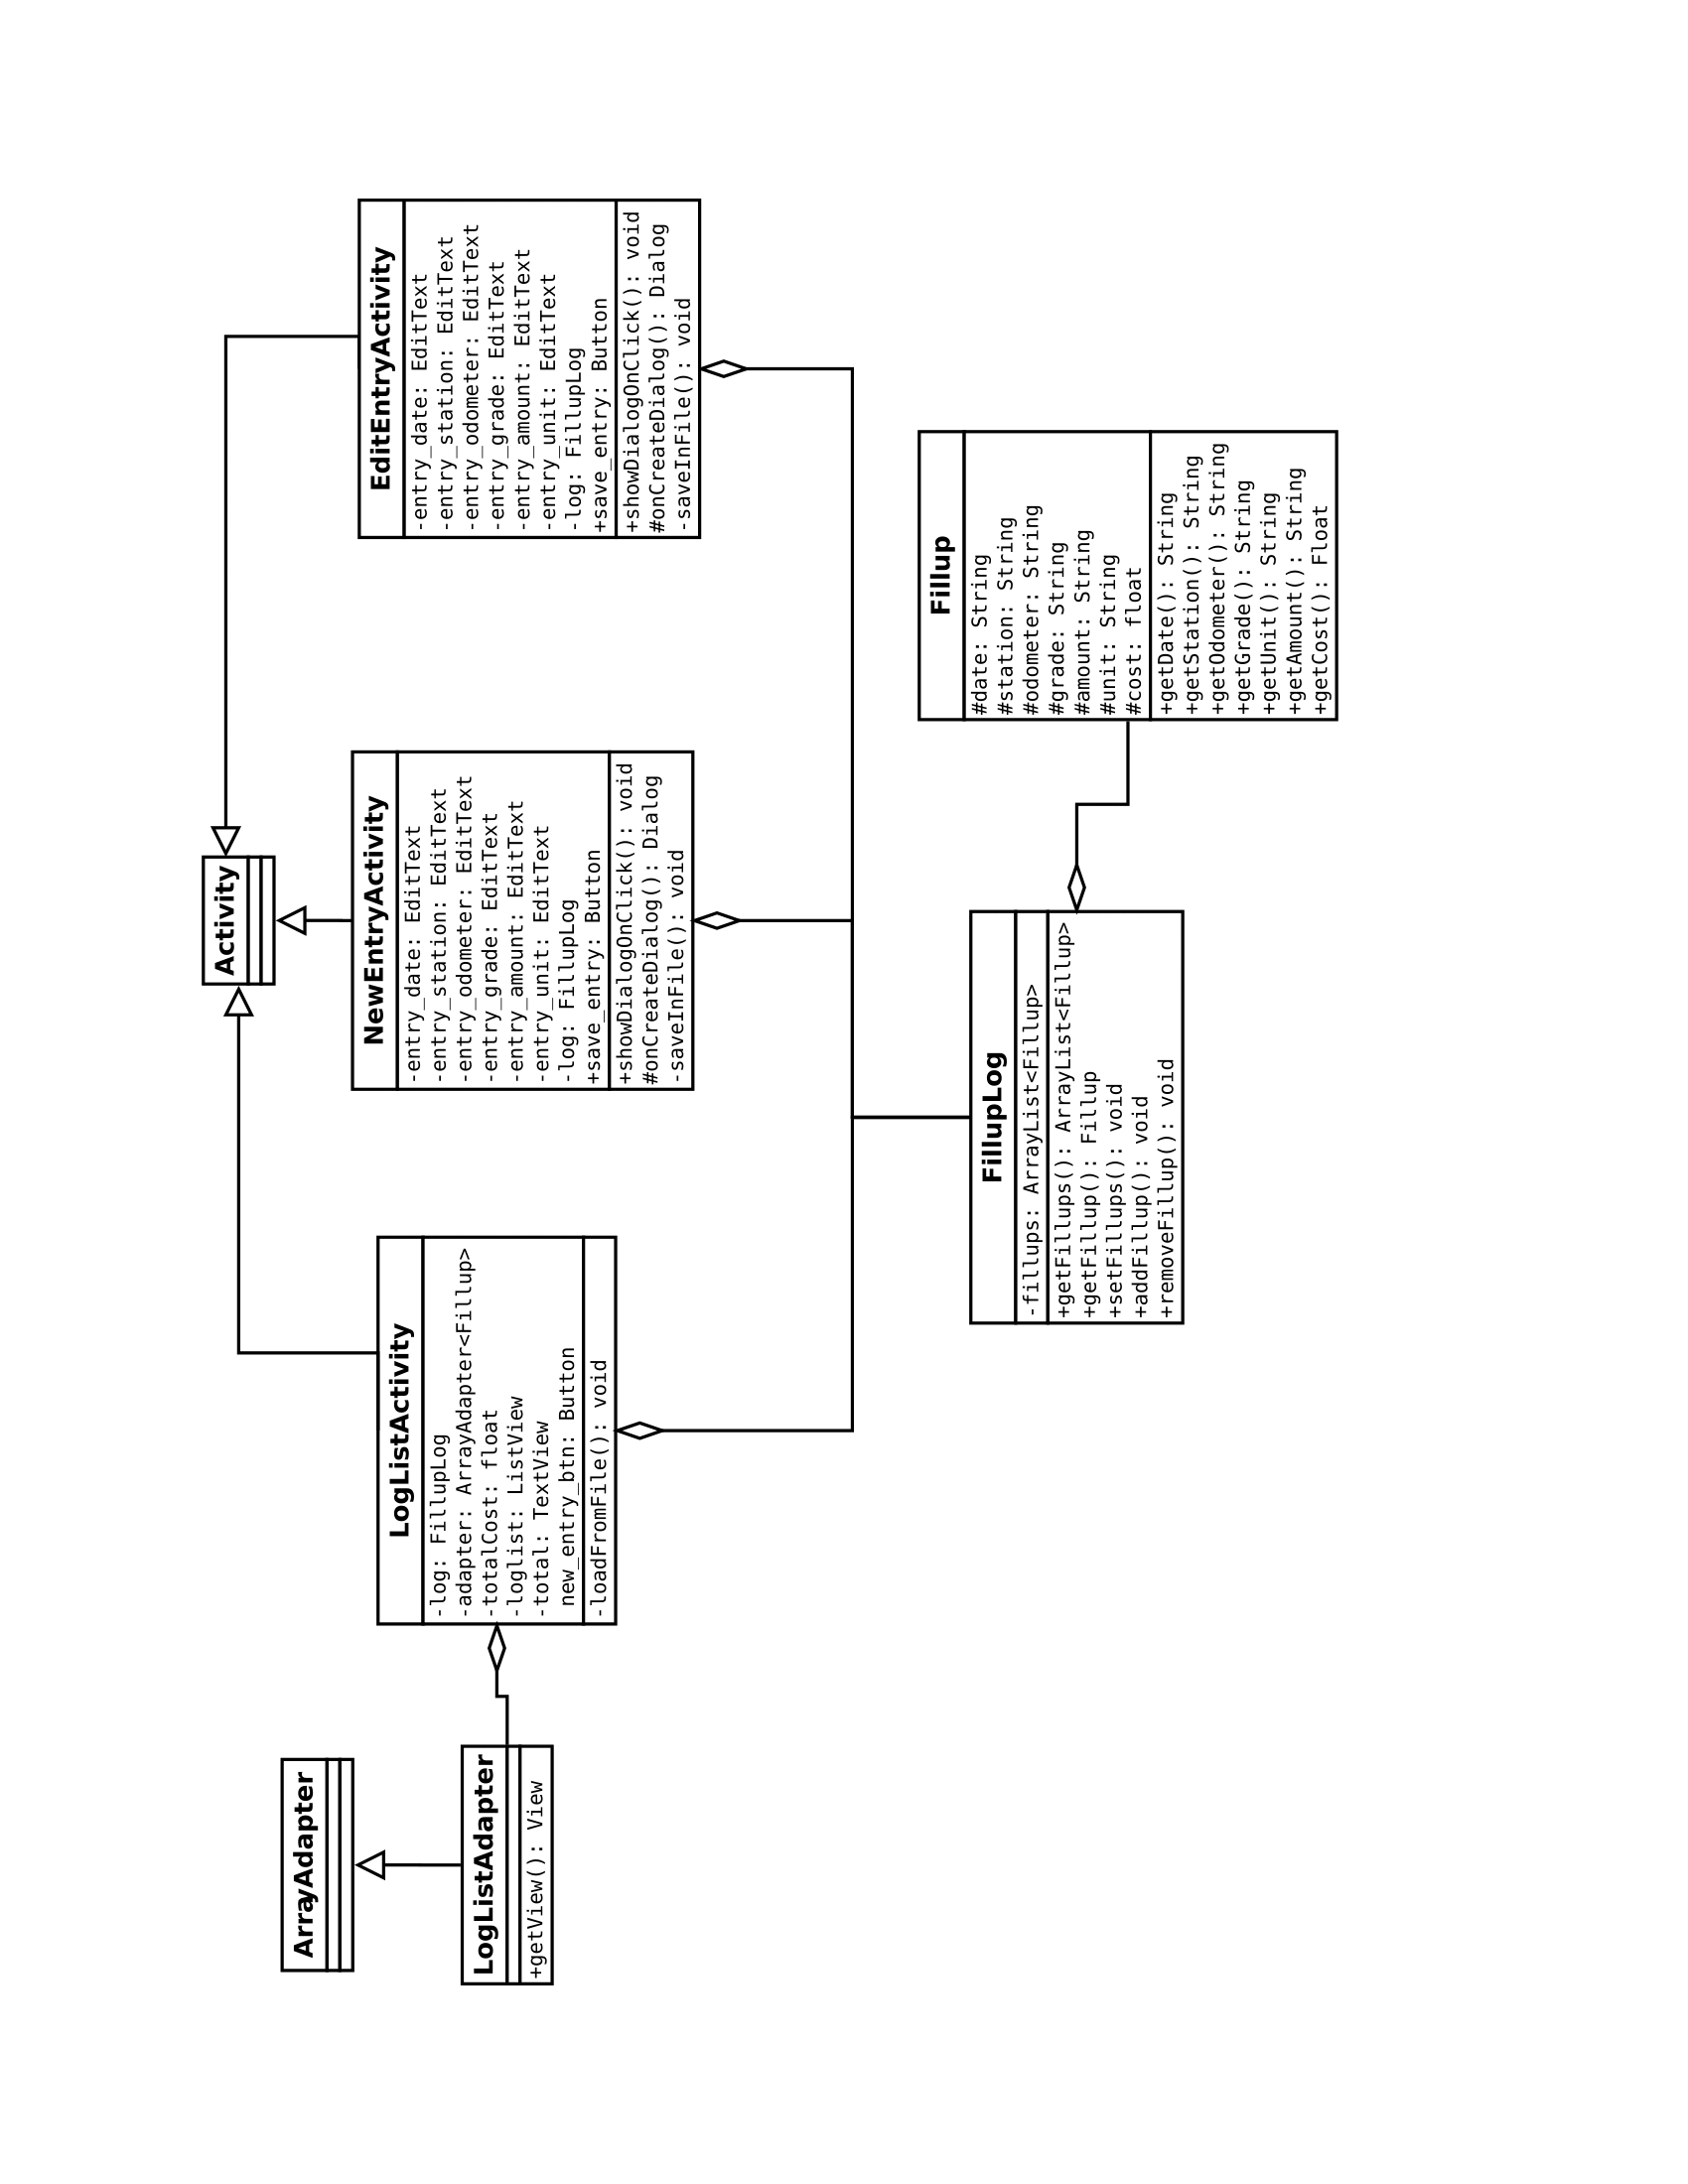 ArrayAdapter
LogListAdapter
+getView(): View
Activity
LogListActivity
-log: FillupLog
-adapter: ArrayAdapter<Fillup>
-totalCost: float
-loglist: ListView
-total: TextView
new_entry_btn: Button
-loadFromFile(): void
NewEntryActivity
-entry_date: EditText
-entry_station: EditText
-entry_odometer: EditText
-entry_grade: EditText
-entry_amount: EditText
-entry_unit: EditText
-log: FillupLog
+save_entry: Button
+showDialogOnClick(): void
#onCreateDialog(): Dialog
-saveInFile(): void
EditEntryActivity
-entry_date: EditText
-entry_station: EditText
-entry_odometer: EditText
-entry_grade: EditText
-entry_amount: EditText
-entry_unit: EditText
-log: FillupLog
+save_entry: Button
+showDialogOnClick(): void
#onCreateDialog(): Dialog
-saveInFile(): void
FillupLog
-fillups: ArrayList<Fillup>
+getFillups(): ArrayList<Fillup>
+getFillup(): Fillup
+setFillups(): void
+addFillup(): void
+removeFillup(): void
Fillup
#date: String
#station: String
#odometer: String
#grade: String
#amount: String
#unit: String
#cost: float
+getDate(): String
+getStation(): String
+getOdometer(): String
+getGrade(): String
+getUnit(): String
+getAmount(): String
+getCost(): Float